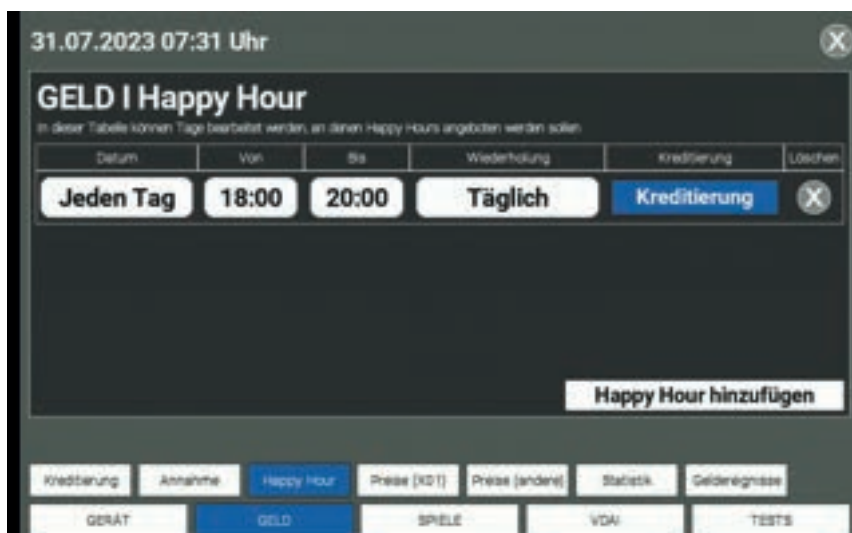 31.07.2023 07:31 Uhr
X
GELD I Happy Hour
In dieser Tabelle können Tage bearbeitet werden, an denen Happy Hours angeboten werden sollen
Datum Von Bis Wiederholung Kreditierung Löschen
Jeden Tag 18:00 20:00 Täglich Kreditierung X
Happy Hour hinzufügen
Kreditierung Annahme Happy Hour Preise (X01) Preise (andere) Statistik Geldereignisse
GERÄT GELD SPIELE VDAI TESTS